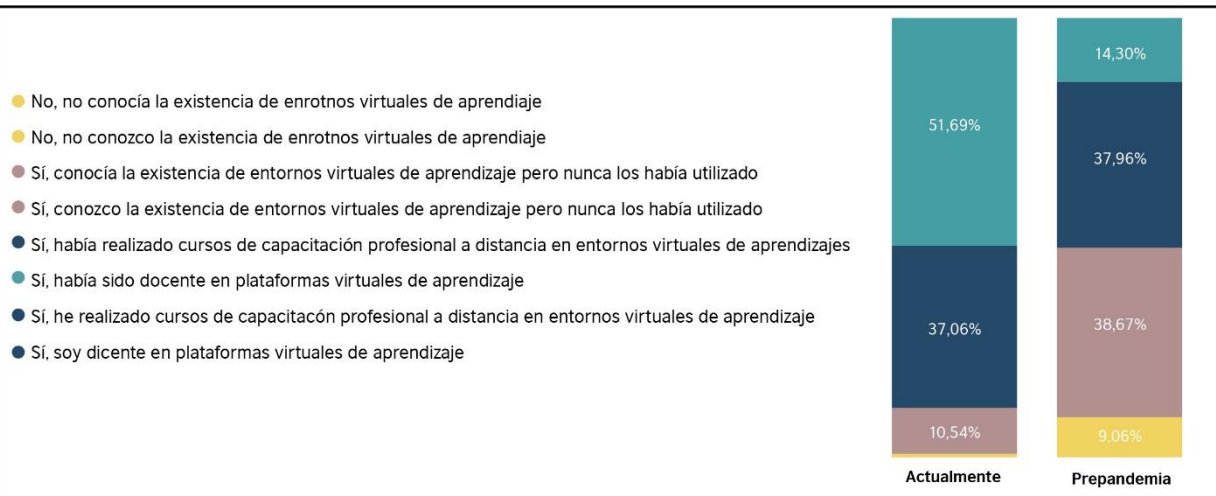 No, no conocía la existencia de enrotnos virtuales de aprendiaje
No, no conozco la existencia de enrotnos virtuales de aprendiaje
Sí, conocía la existencia de entornos virtuales de aprendizaje pero nunca los había utilizado
Sí, conozco la existencia de entornos virtuales de aprendizaje pero nunca los había utilizado
Sí, había realizado cursos de capacitación profesional a distancia en entornos virtuales de aprendizajes
Sí, había sido docente en plataformas virtuales de aprendizaje
Sí, he realizado cursos de capacitacón profesional a distancia en entornos virtuales de aprendizaje
Sí, soy dicente en plataformas virtuales de aprendizaje
51,69%
37,06%
10,54%
Actualmente
14,30%
37,96%
38,67%
9,06%
Prepandemia